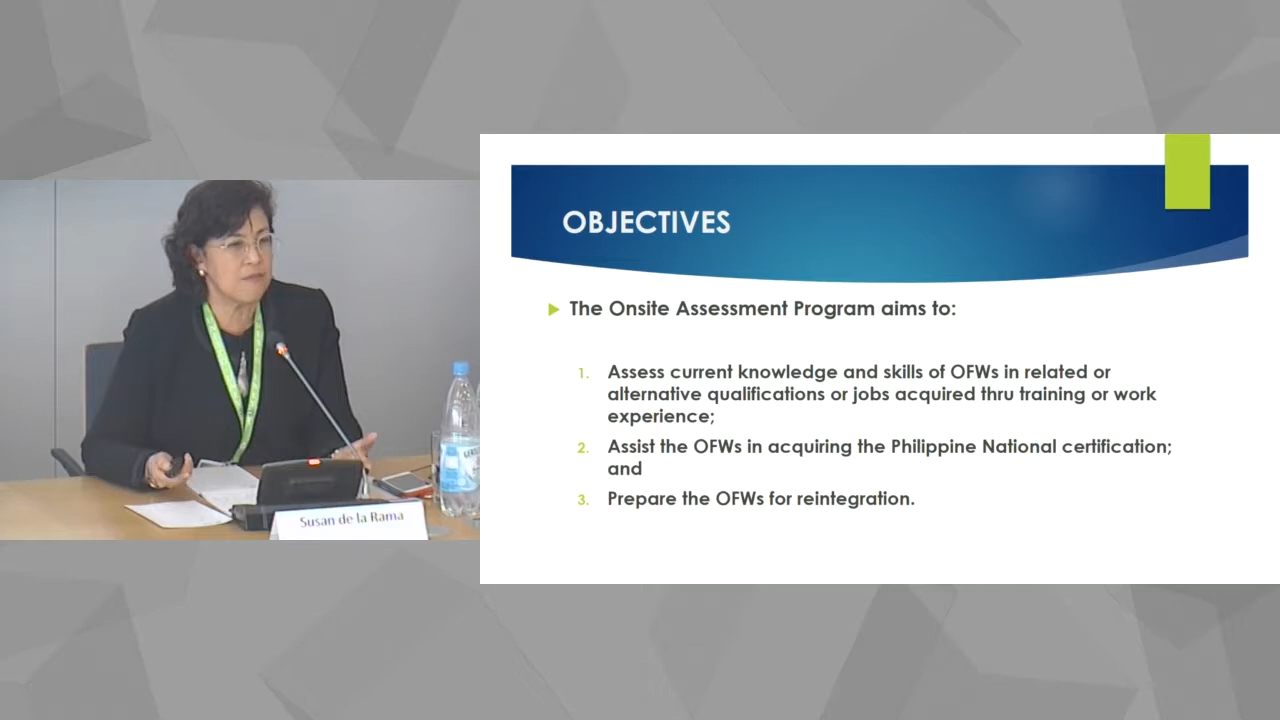 OBJECTIVES
The Onsite Assessment Program aims to:
1. Assess current knowledge and skills of OFWs in related or
alternative qualifications or jobs acquired thru training or work
experience;
2. Assist the OFWs in acquiring the Philippine National certification;
and
3. Prepare the OFWs for reintegration.
Susan de la Rama